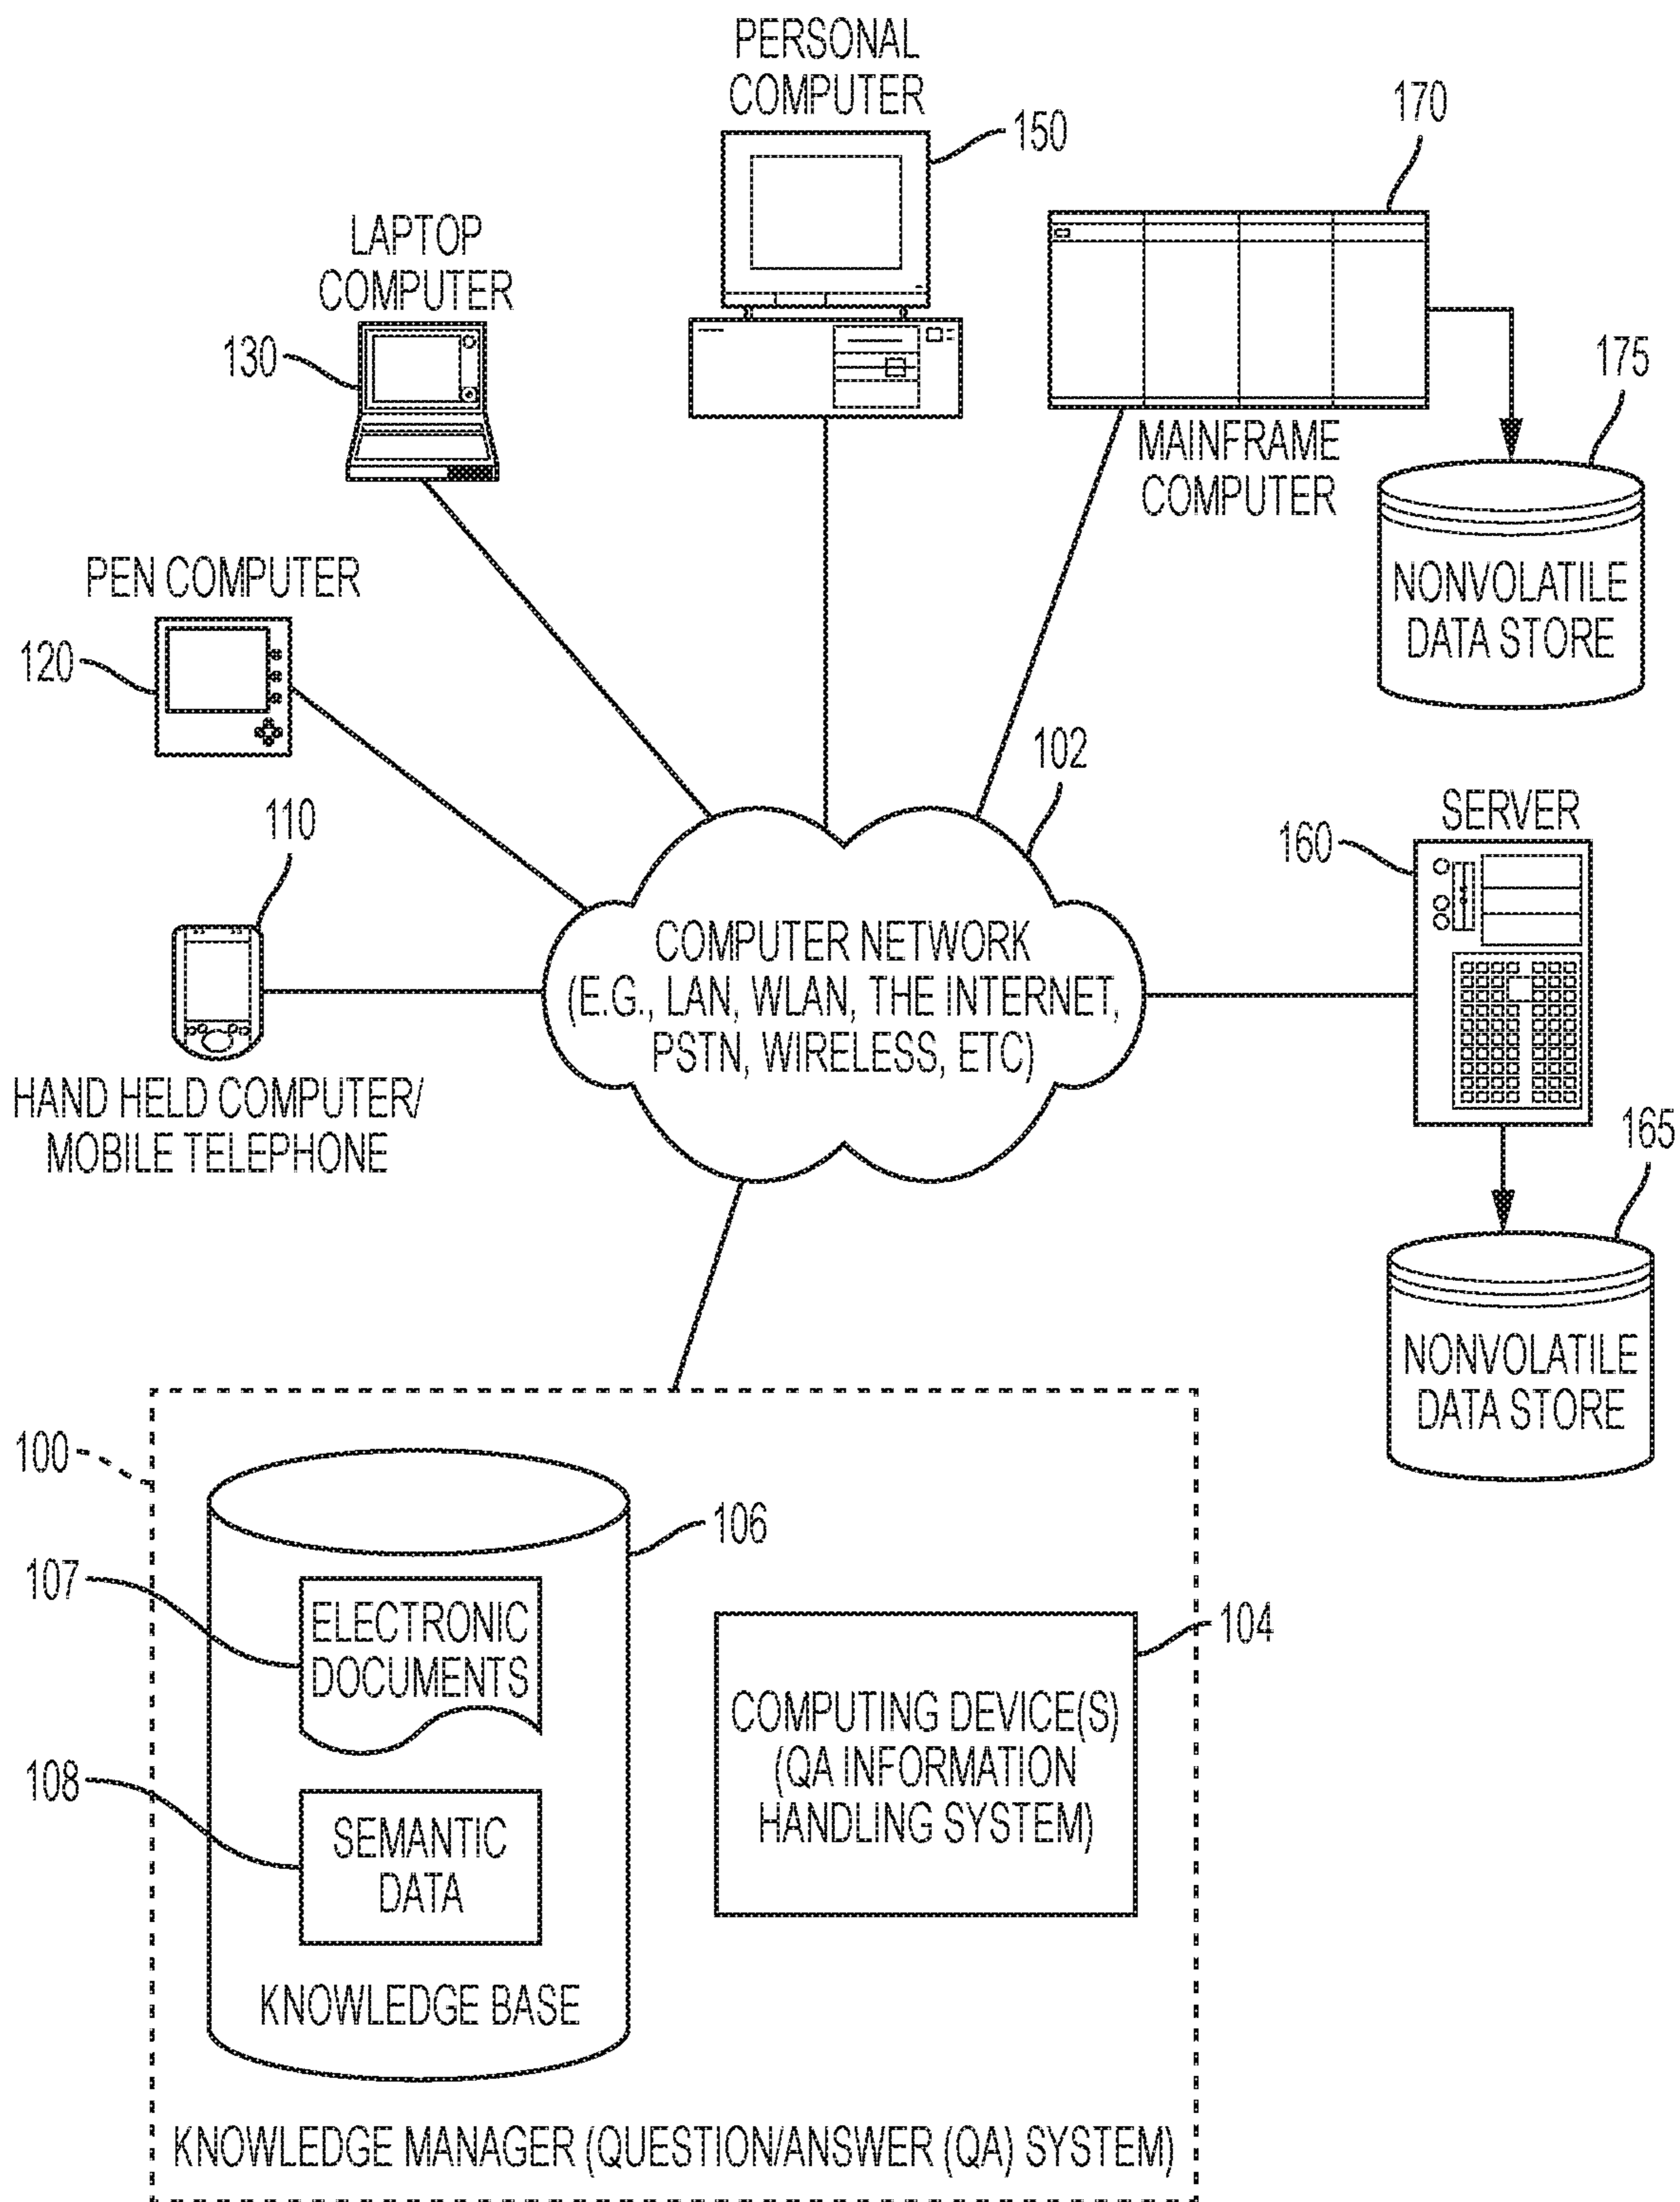 PERSONAL
COMPUTER
150
170
LAPTOP
COMPUTER
130
175
MAINFRAME
COMPUTER
NONVOLATILE
DATA STORE
PEN COMPUTER
120
102
110
SERVER
160
COMPUTER NETWORK
(E.G., LAN, WLAN, THE INTERNET,
PSTN, WIRELESS, ETC)
HAND HELD COMPUTER/
MOBILE TELEPHONE
165
NONVOLATILE
DATA STORE
100
106
107
ELECTRONIC
DOCUMENTS
104
COMPUTING DEVICE(S)
(QA INFORMATION
HANDLING SYSTEM)
108
SEMANTIC
DATA
KNOWLEDGE BASE
KNOWLEDGE MANAGER (QUESTION/ANSWER (QA) SYSTEM)